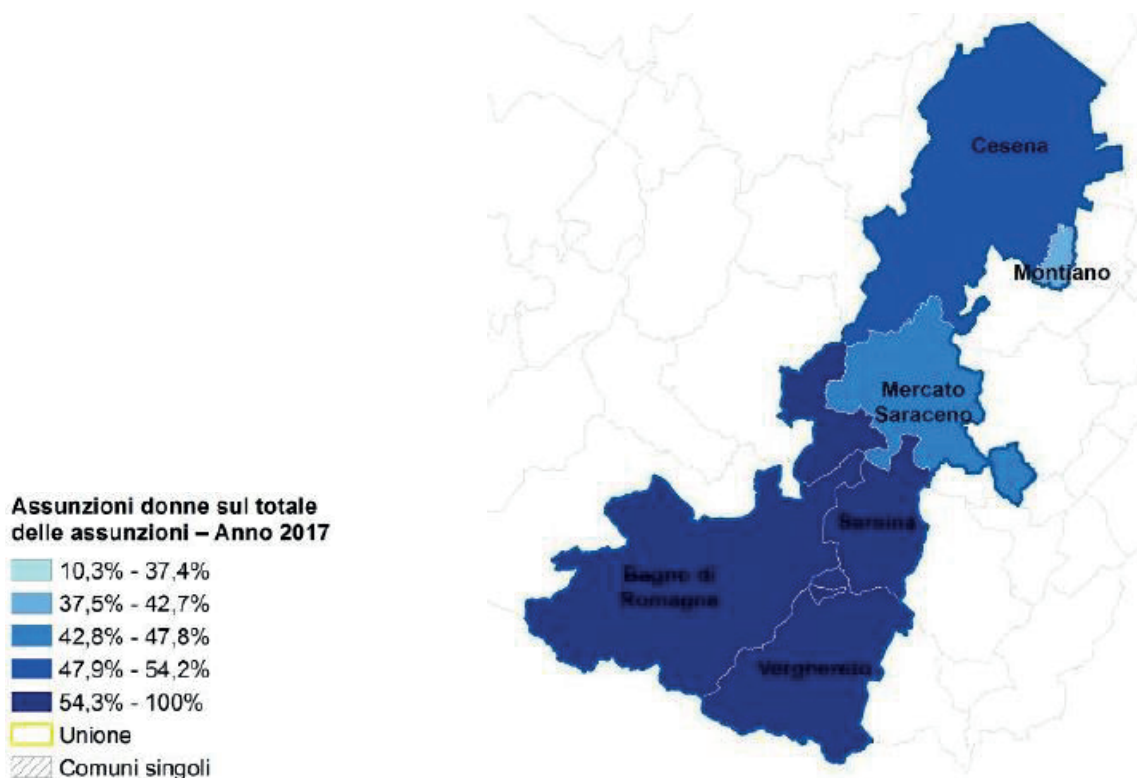 Cesena
Montiano
Mercato
Saraceno
Sarsina
Bagno di
Romagna
Verghereto
Assunzioni donne sul totale
delle assunzioni – Anno 2017
10,3% - 37,4%
37,5% - 42,7%
42,8% - 47,8%
47,9% - 54,2%
54,3% - 100%
Unione
Comuni singoli